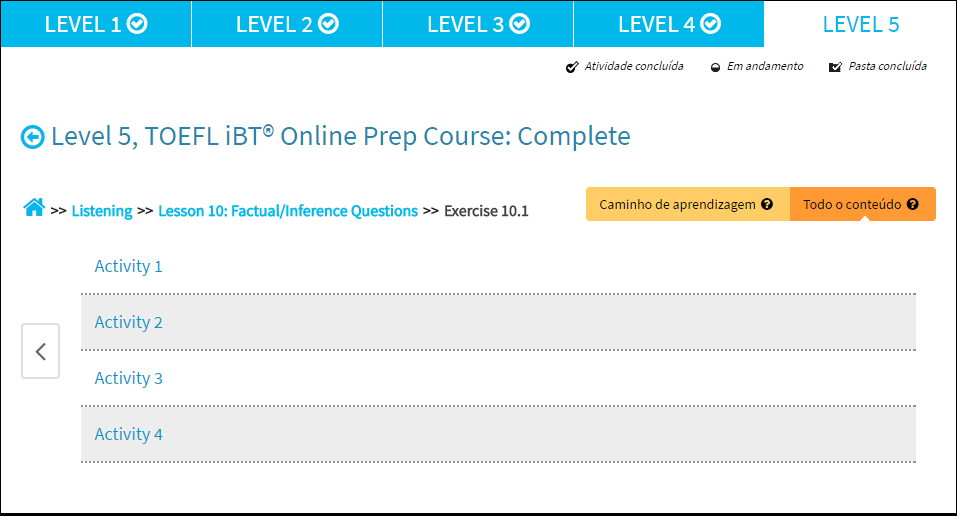 LEVEL 1 LEVEL 2 LEVEL 3 LEVEL 4 LEVEL 5
Atividade concluída Em andamento Pasta concluída
Level 5, TOEFL iBT® Online Prep Course: Complete
>> Listening >> Lesson 10: Factual/Inference Questions >> Exercise 10.1
Caminho de aprendizagem ? Todo o conteúdo ?
Activity 1
Activity 2
Activity 3
Activity 4